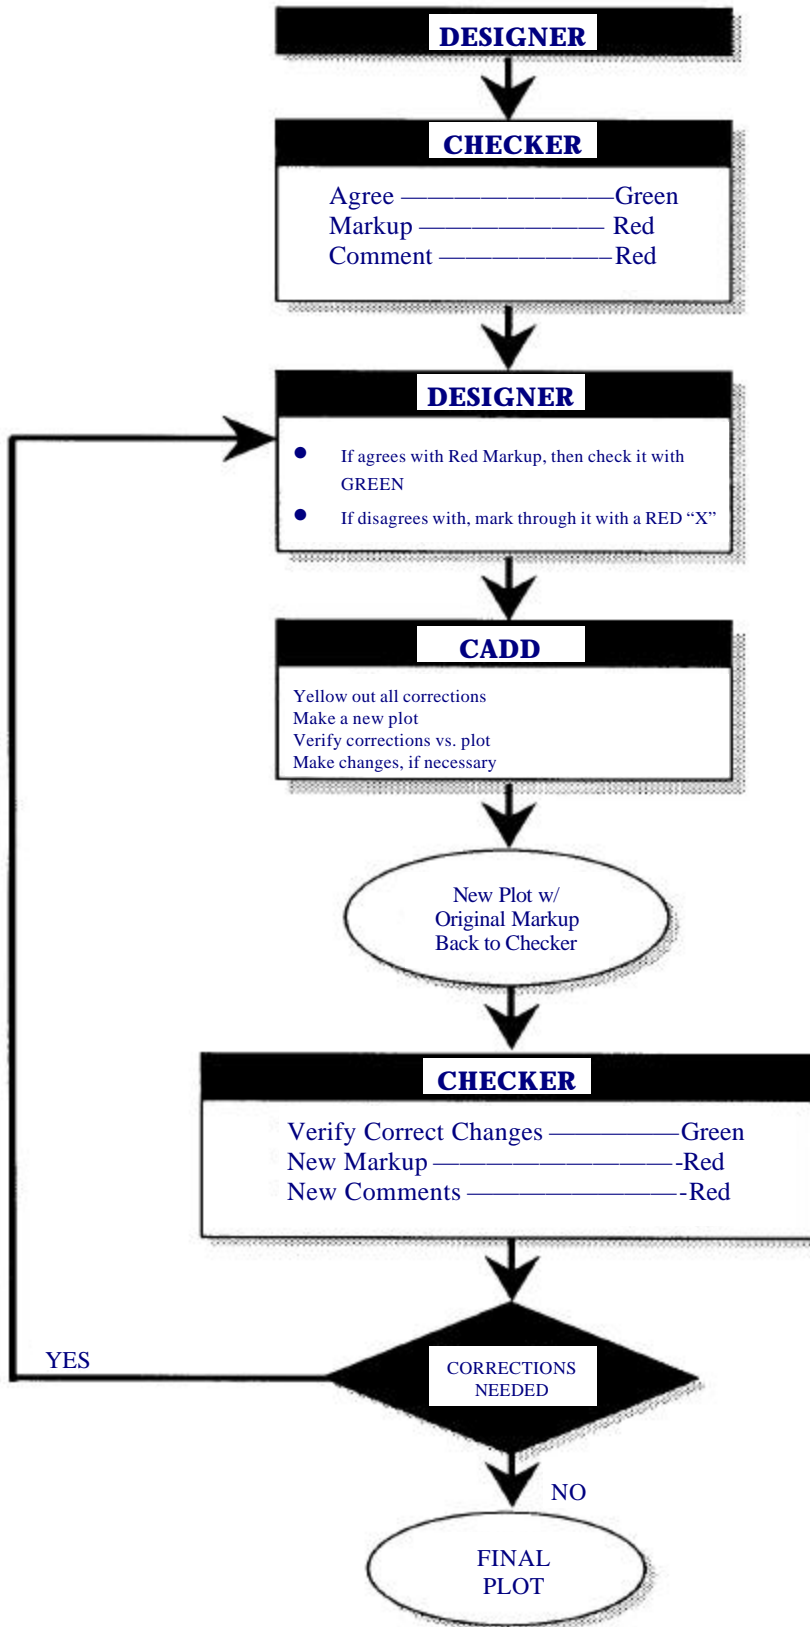 DESIGNER
CHECKER
Agree ————————Green
Markup ——————— Red
Comment ——————–Red
DESIGNER
● If agrees with Red Markup, then check it with
GREEN
● If disagrees with, mark through it with a RED “X”
CADD
Yellow out all corrections
Make a new plot
Verify corrections vs. plot
Make changes, if necessary
New Plot w/
Original Markup
Back to Checker
CHECKER
Verify Correct Changes —————Green
New Markup —————————-Red
New Comments ————————-Red
CORRECTIONS
NEEDED
YES
NO
FINAL
PLOT